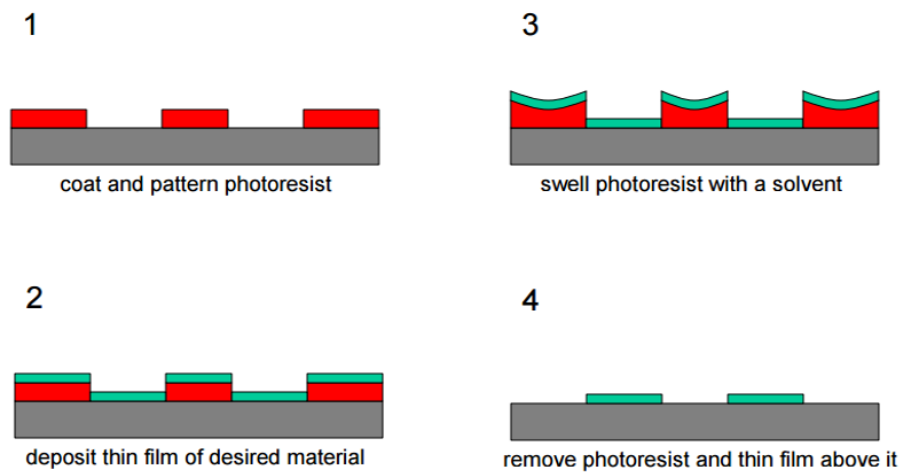 1
coat and pattern photoresist
2
deposit thin film of desired material
3
swell photoresist with a solvent
4
remove photoresist and thin film above it